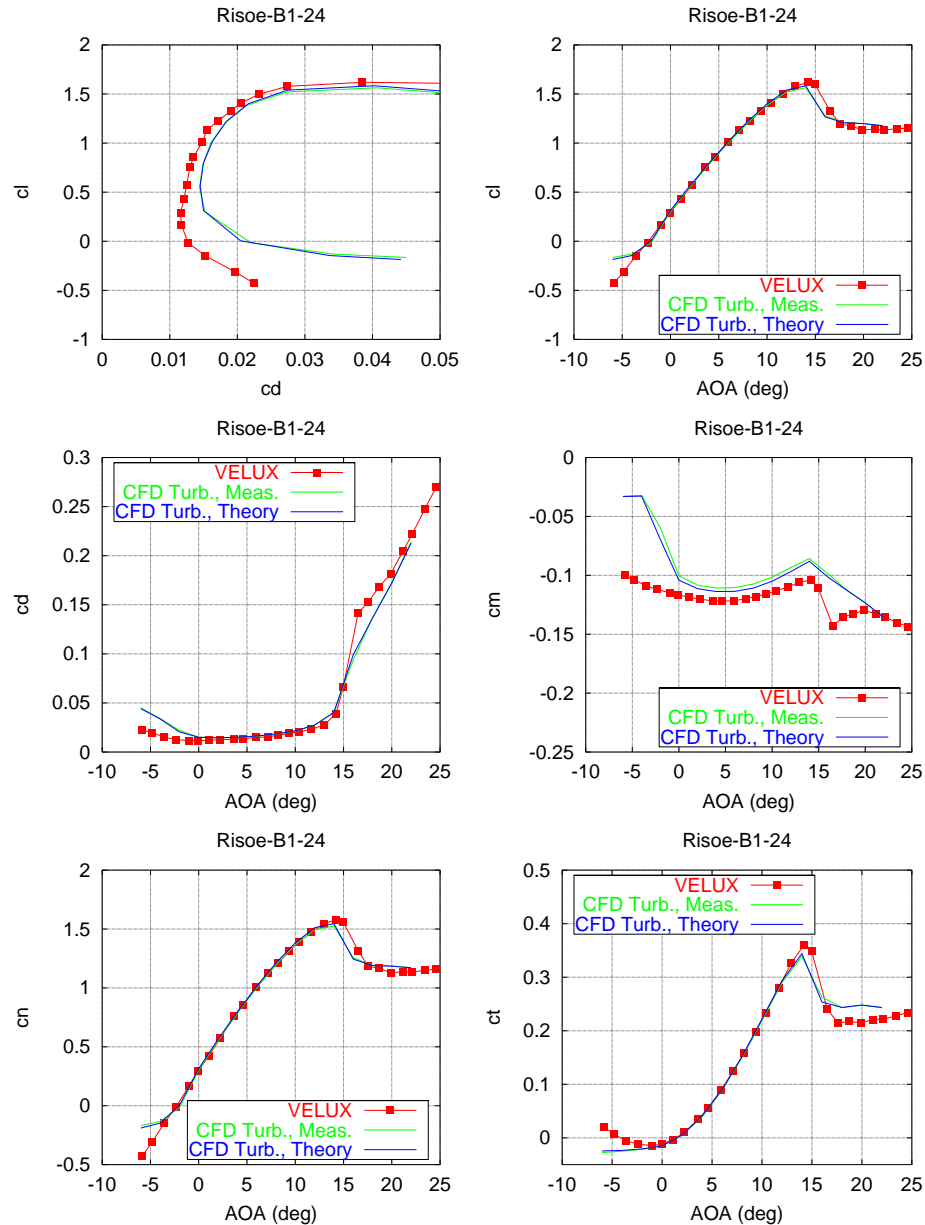 Risoe-B1-24
cl
2
1.5
1
0.5
0
-0.5
-1
0
0.01
0.02
0.03
0.04
0.05
cd
Risoe-B1-24
cl
2
1.5
1
0.5
0
-0.5
-1
VELUX
CFD Turb., Meas.
CFD Turb., Theory
-10 -5 0 5 10 15 20 25
AOA (deg)
Risoe-B1-24
cd
0.3
0.25
0.2
0.15
0.1
0.05
0
VELUX
CFD Turb., Meas.
CFD Turb., Theory
-10 -5 0 5 10 15 20 25
AOA (deg)
Risoe-B1-24
cm
0
-0.05
-0.1
-0.15
-0.2
-0.25
VELUX
CFD Turb., Meas.
CFD Turb., Theory
-10 -5 0 5 10 15 20 25
AOA (deg)
Risoe-B1-24
cn
2
1.5
1
0.5
0
-0.5
VELUX
CFD Turb., Meas.
CFD Turb., Theory
-10 -5 0 5 10 15 20 25
AOA (deg)
Risoe-B1-24
ct
0.5
0.4
0.3
0.2
0.1
0
VELUX
CFD Turb., Meas.
CFD Turb., Theory
-10 -5 0 5 10 15 20 25
AOA (deg)